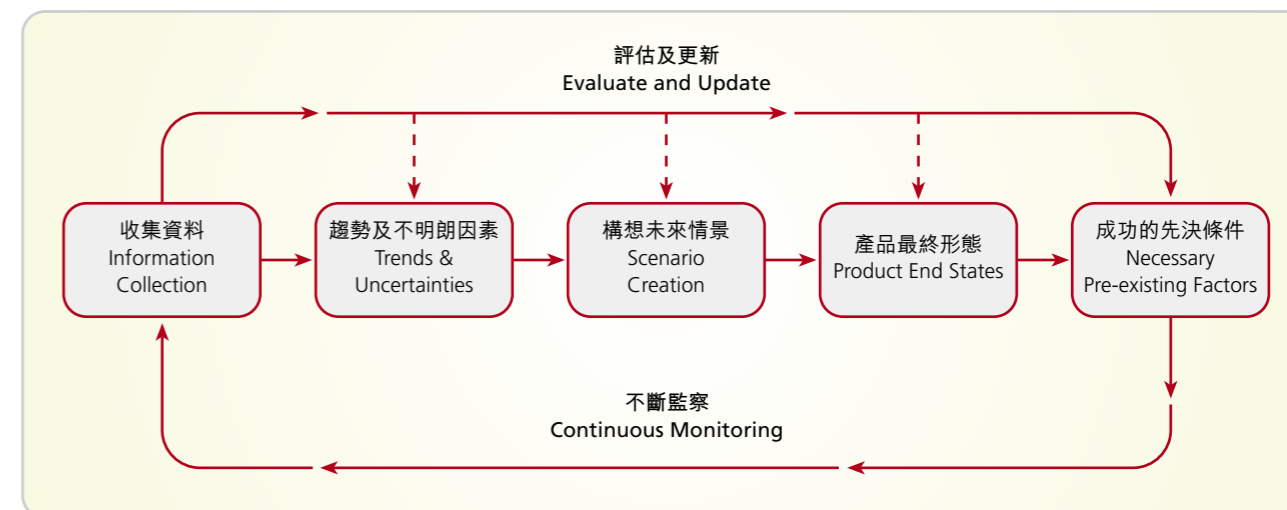 評估及更新
Evaluate and Update
收集資料
Information
Collection
趨勢及不明朗因素
Trends &
Uncertainties
構想未來情景
Scenario
Creation
產品最終形態
Product End States
成功的先決條件
Necessary
Pre-existing Factors
不斷監察
Continuous Monitoring